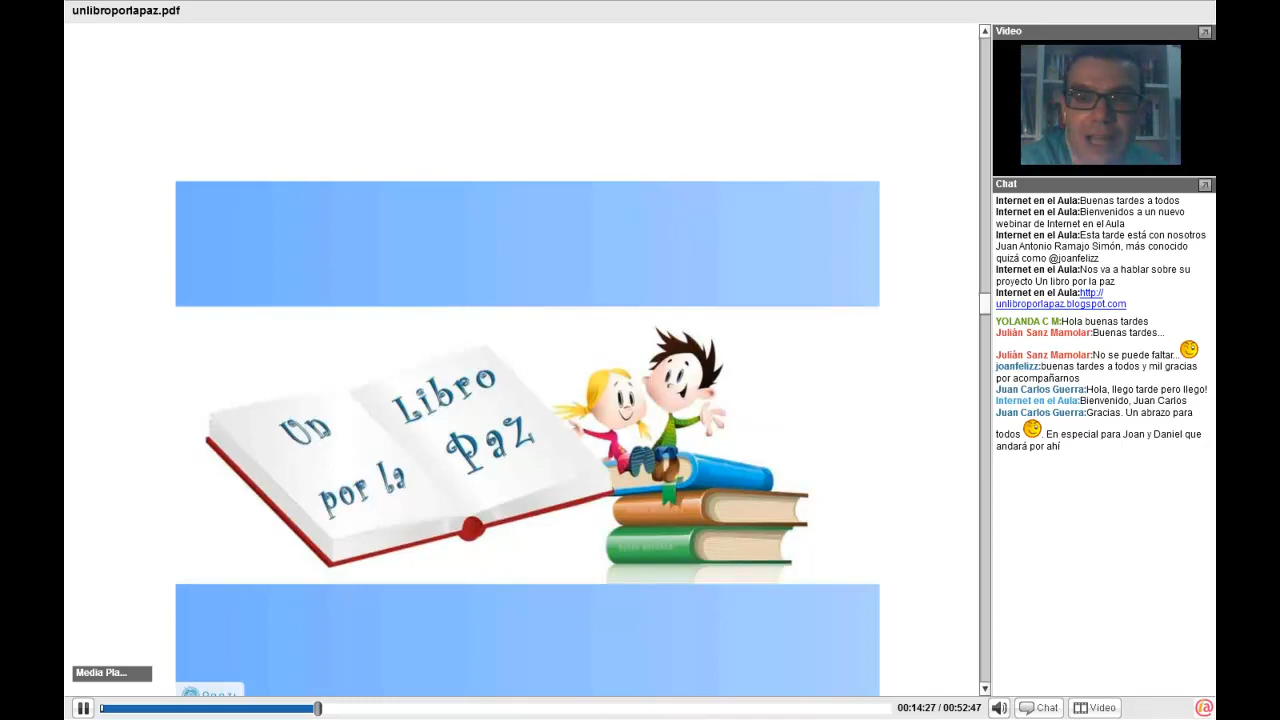 unlibroporlapaz.pdf
Un
Libro
por la
Paz
Media Pla...
Video
Chat
Internet en el Aula:Buenas tardes a todos
Internet en el Aula:Bienvenidos a un nuevo
webinar de Internet en el Aula
Internet en el Aula:Esta tarde está con nosotros
Juan Antonio Ramajo Simón, más conocido
quizá como @joanfelizz
Internet en el Aula:Nos va a hablar sobre su
proyecto Un libro por la paz
Internet en el Aula:http://
unlibroporlapaz.blogspot.com
YOLANDA C M:Hola buenas tardes
Julián Sanz Mamolar:Buenas tardes...
Julián Sanz Mamolar:No se puede faltar...
joanfelizz:buenas tardes a todos y mil gracias
por acompañarnos
Juan Carlos Guerra:Hola, llego tarde pero llego!
Internet en el Aula:Bienvenido, Juan Carlos
Juan Carlos Guerra:Gracias. Un abrazo para
todos . En especial para Joan y Daniel que
andará por ahí
00:14:27 / 00:52:47
Chat
Video